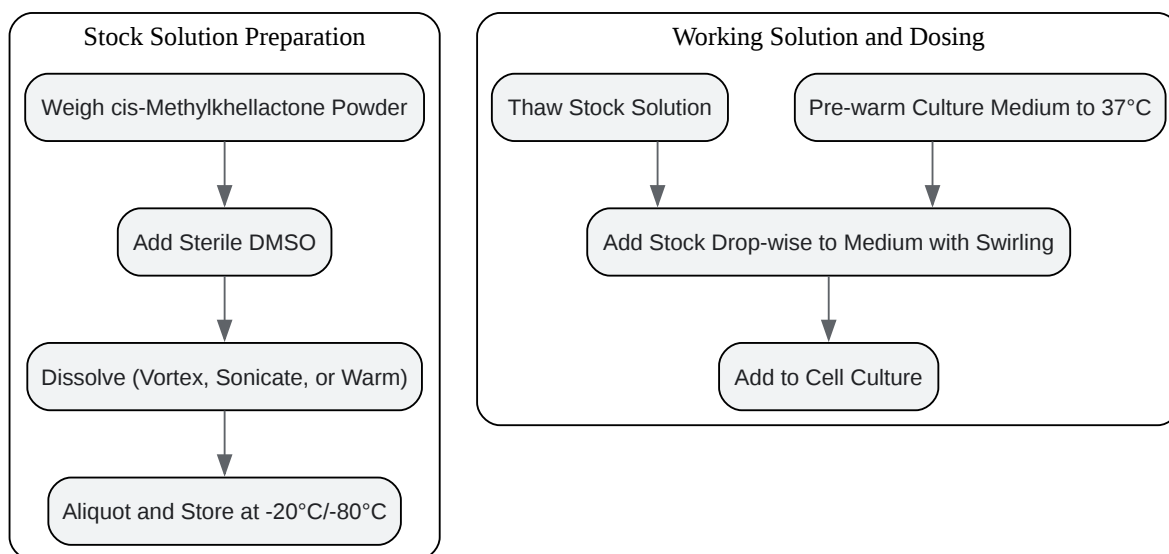 Stock Solution Preparation
Weigh cis-Methylkhellactone Powder
Add Sterile DMSO
Dissolve (Vortex, Sonicate, or Warm)
Aliquot and Store at -20°C/-80°C
Working Solution and Dosing
Thaw Stock Solution
Pre-warm Culture Medium to 37°C
Add Stock Drop-wise to Medium with Swirling
Add to Cell Culture